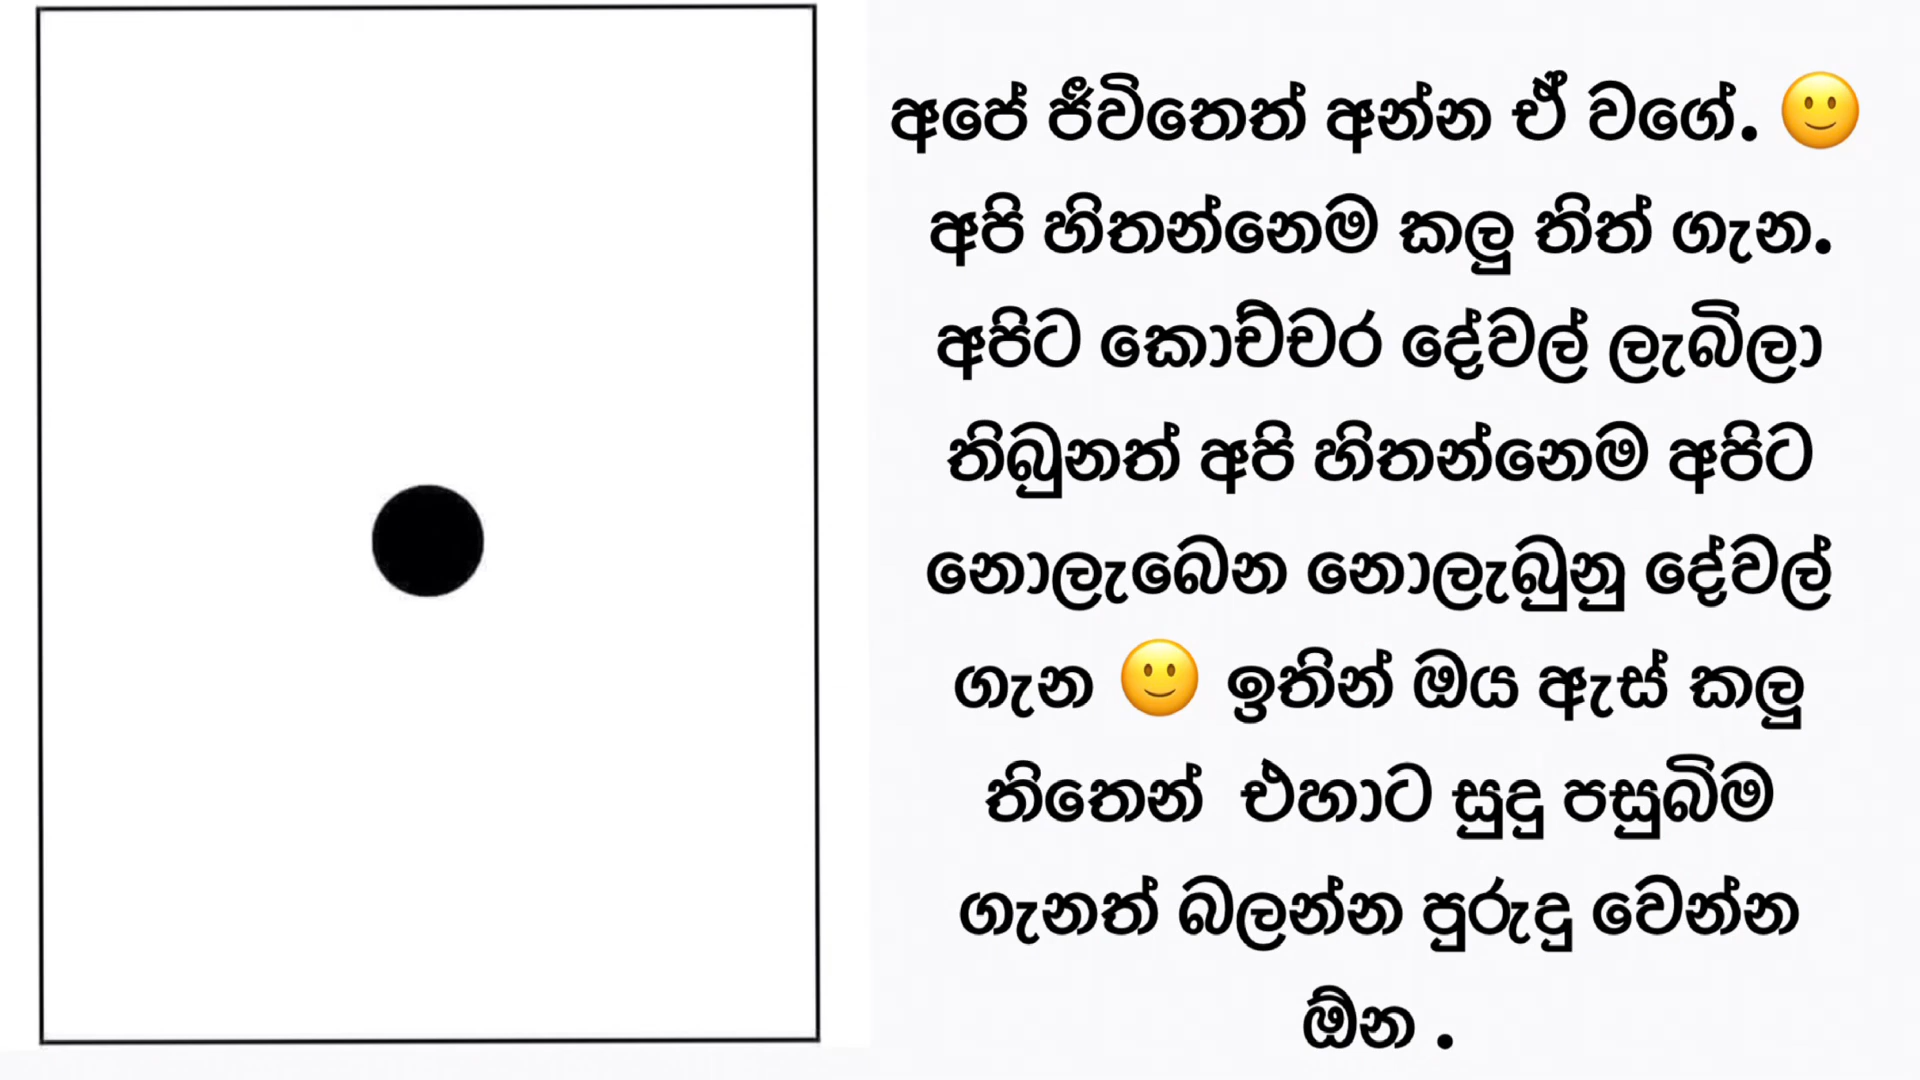 අපේ ජීවිතෙත් අන්න ඒ වගේ. 🙂
අපි හිතන්නෙම කලු තිත් ගැන.
අපිට කොච්චර දේවල් ලැබිලා
තිබුනත් අපි හිතන්නෙම අපිට
නොලැබෙන නොලැබුනු දේවල්
ගැන 🙂 ඉතින් ඔය ඇස් කලු
තිතෙන් එහාට සුදු පසුබිම
ගැනත් බලන්න පුරුදු වෙන්න
ඕන .